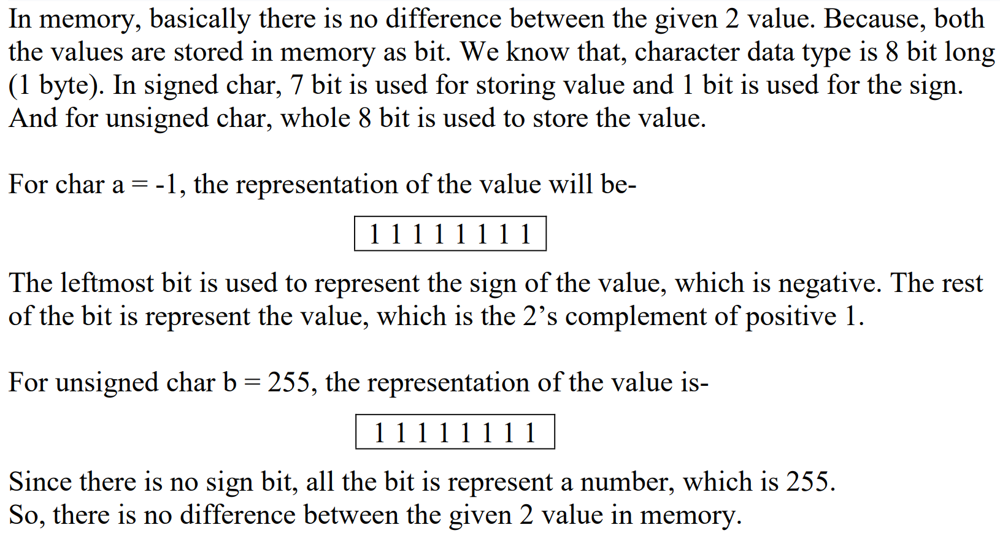 In memory, basically there is no difference between the given 2 value. Because, both
the values are stored in memory as bit. We know that, character data type is 8 bit long
(1 byte). In signed char, 7 bit is used for storing value and 1 bit is used for the sign.
And for unsigned char, whole 8 bit is used to store the value.
For char a = -1, the representation of the value will be-
1 1 1 1 1 1 1 1
The leftmost bit is used to represent the sign of the value, which is negative. The rest
of the bit is represent the value, which is the 2’s complement of positive 1.
For unsigned char b = 255, the representation of the value is-
1 1 1 1 1 1 1 1
Since there is no sign bit, all the bit is represent a number, which is 255.
So, there is no difference between the given 2 value in memory.